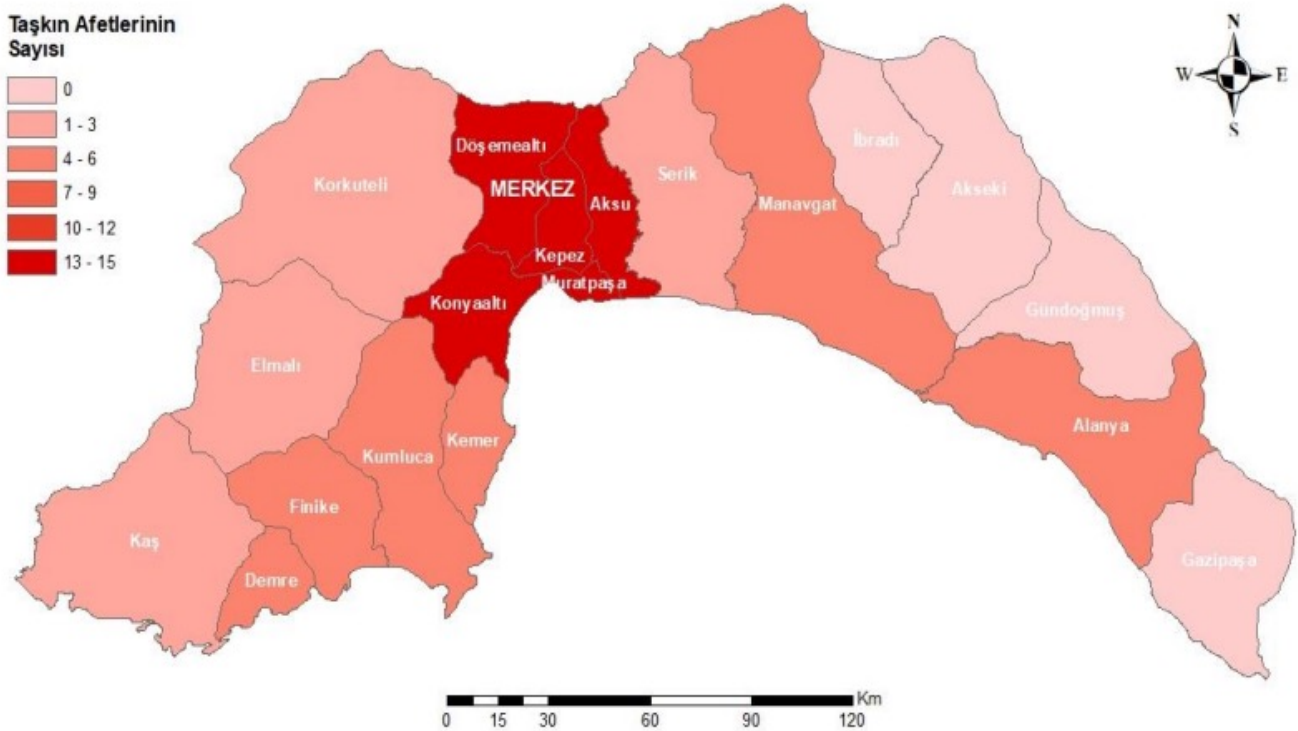 Taşkın Afetlerinin
Sayısı
0
1 - 3
4 - 6
7 - 9
10 - 12
13 - 15
N
W E
S
Döşemealtı
İbradı
Korkuteli
MERKEZ
Aksu
Serik
Manavgat
Akseki
Kepez
Muratpaşa
Konyaaltı
Gündoğmuş
Elmalı
Alanya
Kumluca
Kemer
Finike
Kaş
Demre
Gazipaşa
Km
0 15 30 60 90 120